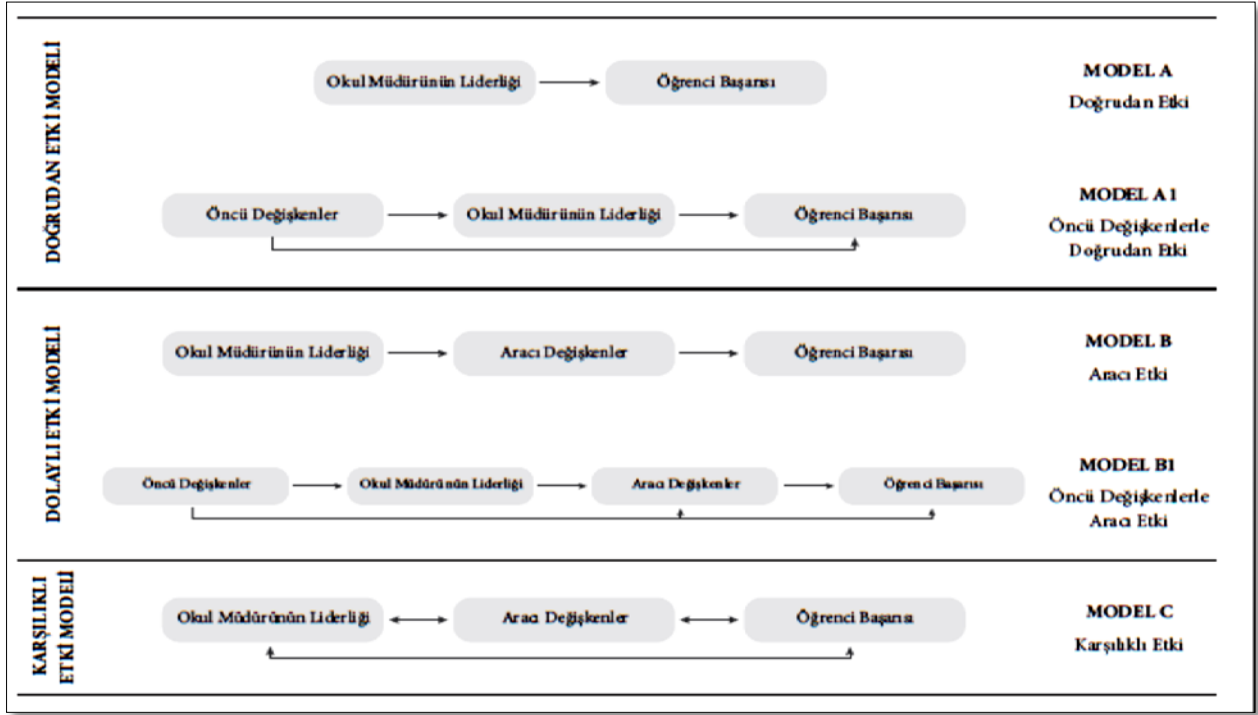 DOĞRUDAN ETKİ MODELİ
Okul Müdürünün Liderliği
Öğrenci Başarısı
MODEL A
Doğrudan Etki
Öncü Değişkenler
Okul Müdürünün Liderliği
Öğrenci Başarısı
MODEL A1
Öncü Değişkenlerle
Doğrudan Etki
DOLAYLI ETKİ MODELİ
Okul Müdürünün Liderliği
Aracı Değişkenler
Öğrenci Başarısı
MODEL B
Aracı Etki
Öncü Değişkenler
Okul Müdürünün Liderliği
Aracı Değişkenler
Öğrenci Başarısı
MODEL B1
Öncü Değişkenlerle
Aracı Etki
KARŞILIKLI
ETKİ MODELİ
Okul Müdürünün Liderliği
Aracı Değişkenler
Öğrenci Başarısı
MODEL C
Karşılıklı Etki